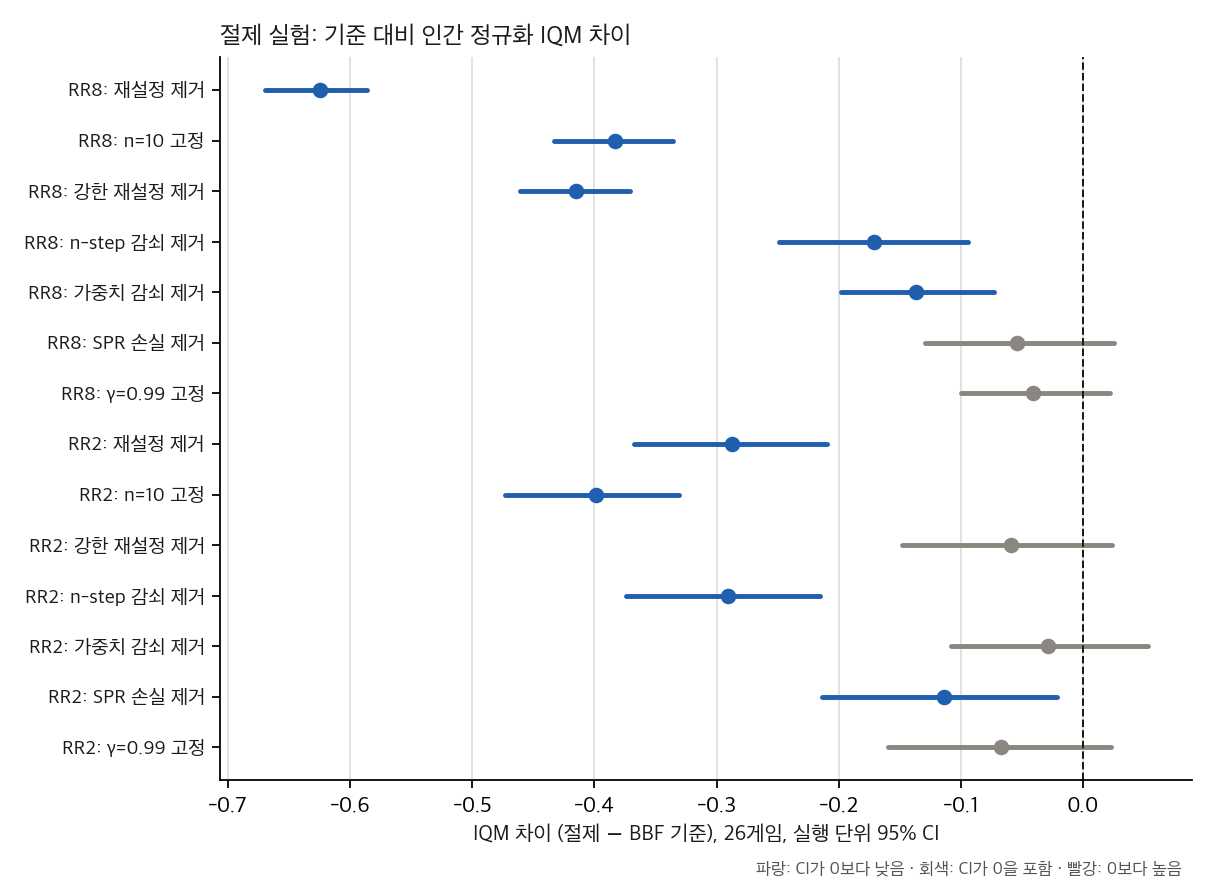 절제 실험: 기준 대비 인간 정규화 IQM 차이
RR8: 재설정 제거
RR8: n=10 고정
RR8: 강한 재설정 제거
RR8: n-step 감쇠 제거
RR8: 가중치 감쇠 제거
RR8: SPR 손실 제거
RR8: γ=0.99 고정
RR2: 재설정 제거
RR2: n=10 고정
RR2: 강한 재설정 제거
RR2: n-step 감쇠 제거
RR2: 가중치 감쇠 제거
RR2: SPR 손실 제거
RR2: γ=0.99 고정
-0.7 -0.6 -0.5 -0.4 -0.3 -0.2 -0.1 0.0
IQM 차이 (절제 — BBF 기준), 26게임, 실행 단위 95% CI
파랑: CI가 0보다 낮음 · 회색: CI가 0을 포함 · 빨강: 0보다 높음